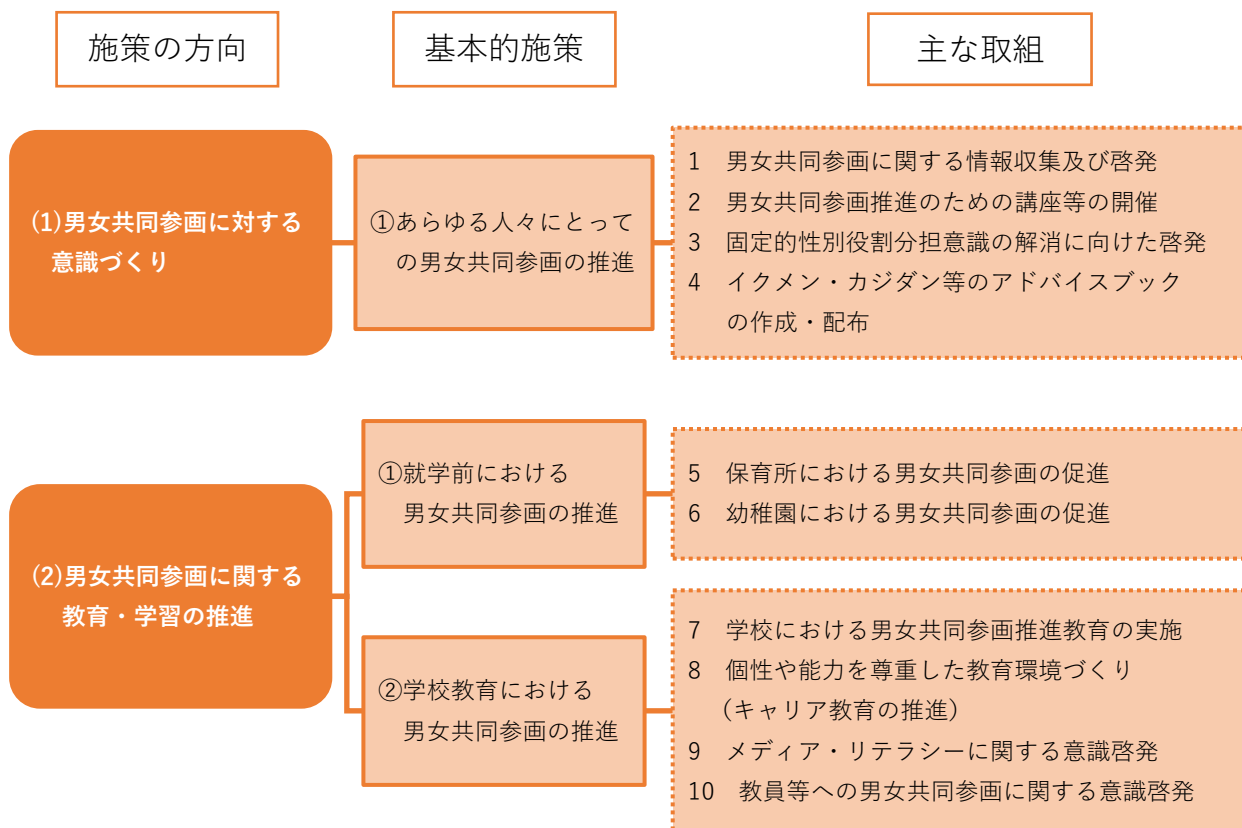 施策の方向
基本的施策
主な取組
(1)男女共同参画に対する
意識づくり
①あらゆる人々にとって
の男女共同参画の推進
1 男女共同参画に関する情報収集及び啓発
2 男女共同参画推進のための講座等の開催
3 固定的性別役割分担意識の解消に向けた啓発
4 イクメン・カジダン等のアドバイスブック
の作成・配布
(2)男女共同参画に関する
教育・学習の推進
①就学前における
男女共同参画の推進
5 保育所における男女共同参画の促進
6 幼稚園における男女共同参画の促進
②学校教育における
男女共同参画の推進
7 学校における男女共同参画推進教育の実施
8 個性や能力を尊重した教育環境づくり
(キャリア教育の推進)
9 メディア・リテラシーに関する意識啓発
10 教員等への男女共同参画に関する意識啓発